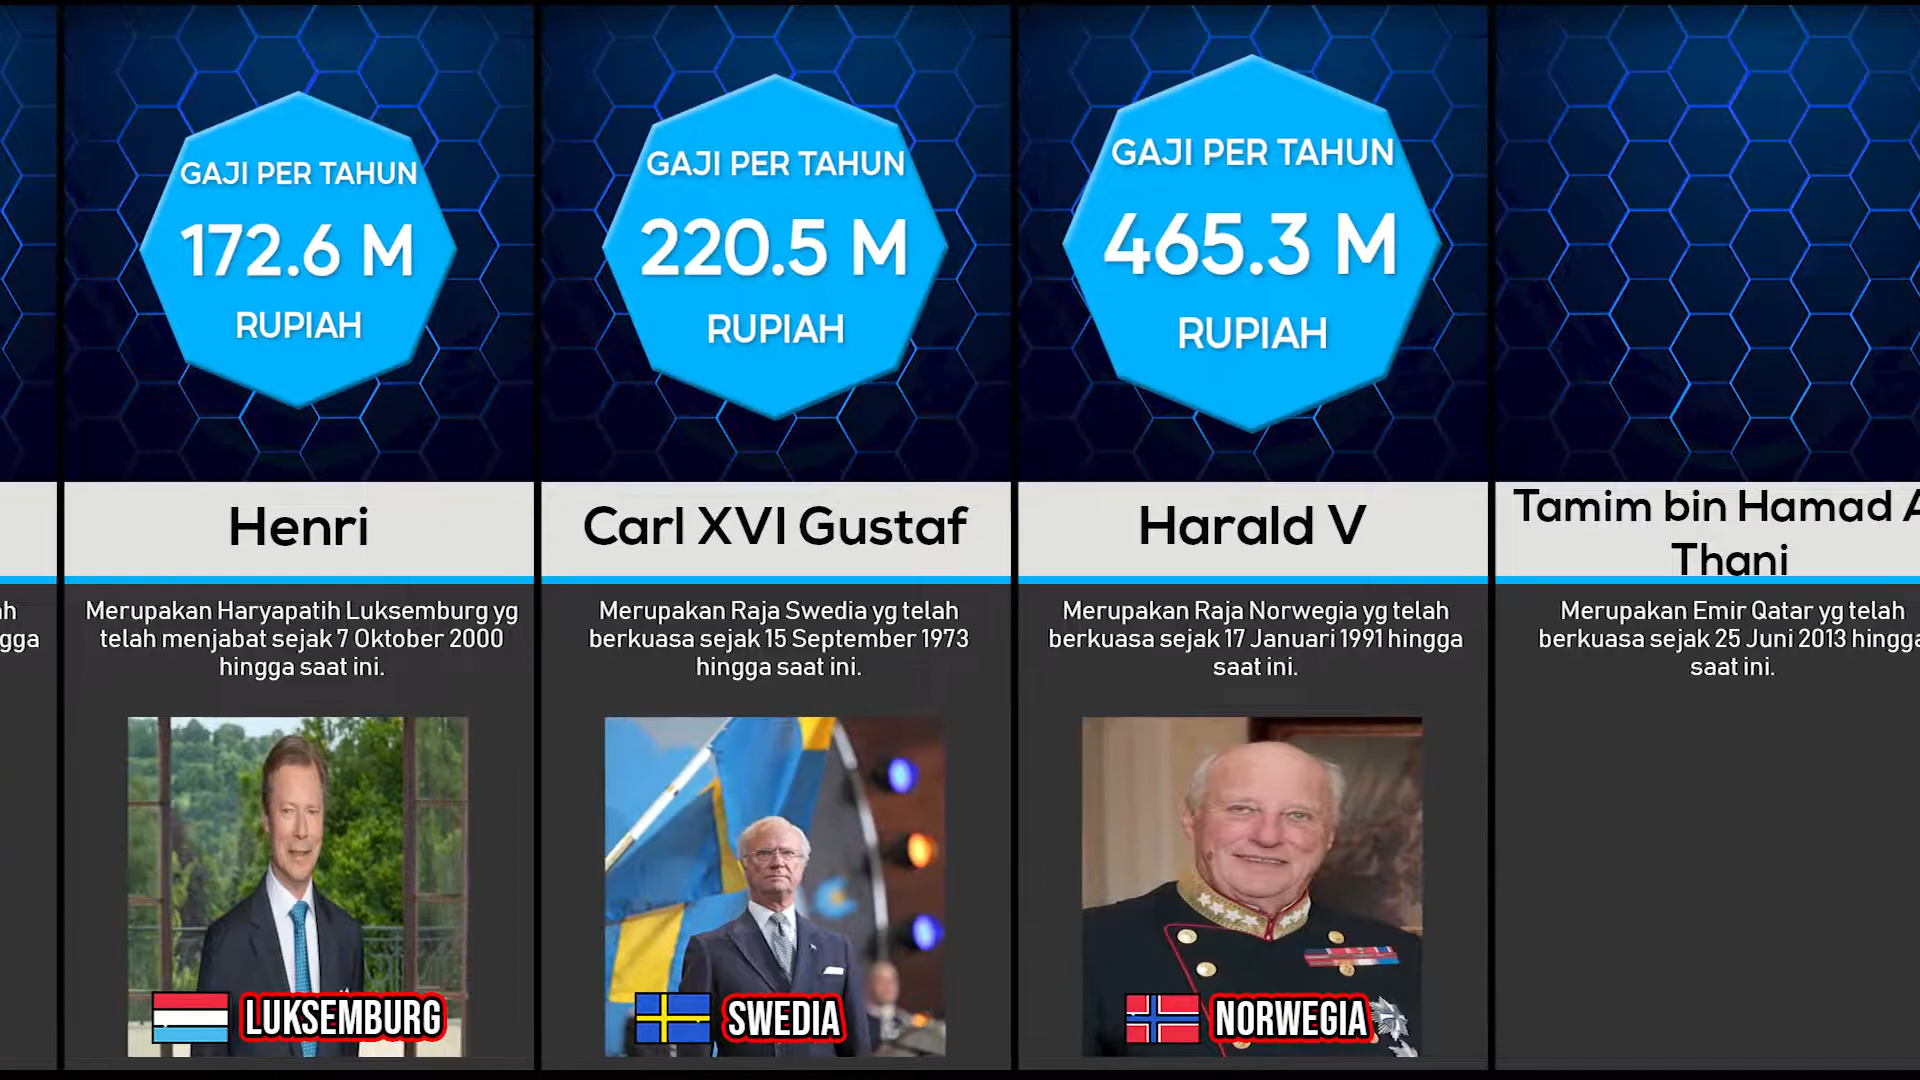 ah
ngga
GAJI PER TAHUN
172.6 M
RUPIAH
Henri
Merupakan Haryapatih Luksemburg yg
telah menjabat sejak 7 Oktober 2000
hingga saat ini.
LUKSEMBURG
GAJI PER TAHUN
220.5 M
RUPIAH
Carl XVI Gustaf
Merupakan Raja Swedia yg telah
berkuasa sejak 15 September 1973
hingga saat ini.
SWEDIA
GAJI PER TAHUN
465.3 M
RUPIAH
Harald V
Merupakan Raja Norwegia yg telah
berkuasa sejak 17 Januari 1991 hingga
saat ini.
NORWEGIA
Tamim bin Hamad A
Thani
Merupakan Emir Qatar yg telah
berkuasa sejak 25 Juni 2013 hingga
saat ini.